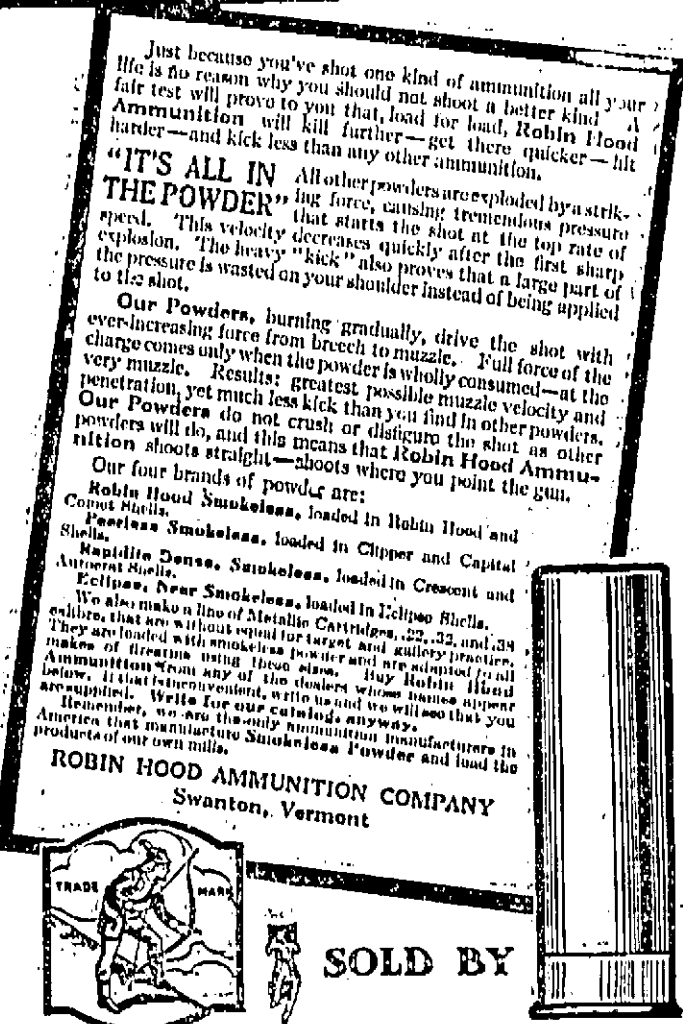 Just because you've shot one kind of ammunition all your
life is no reason why you should not shoot a better kind A
fair test will prove to you that, load for load, Robin Hood
Ammunition will kill further—get there quicker—hit
harder—and kick less than any other ammunition.
"IT'S ALL IN
THE POWDER"
All other powders are exploded by a strik-
ing force, causing tremendous pressure
that starts the shot at the top rate of
speed. This velocity decreases quickly after the first sharp
explosion. The heavy "kick" also proves that a large part of
the pressure is wasted on your shoulder instead of being applied
to the shot.
Our Powders, burning gradually, drive the shot with
ever-increasing force from breech to muzzle. Full force of the
charge comes only when the powder is wholly consumed—at the
very muzzle. Results: greatest possible muzzle velocity and
penetration, yet much less kick than you find in other powders.
Our Powders do not crush or disfigure the shot as other
powders will do, and this means that Robin Hood Ammu-
nition shoots straight—shoots where you point the gun.
Our four brands of powder are:
Robin Hood Smokeless, loaded in Robin Hood and
Comet Shells.
Peerless Smokeless, loaded in Clipper and Capital
Shells.
Rapidite Dense, Smokeless, loaded in Crescent and
Autocrat Shells.
Eclipse, Near Smokeless, loaded in Eclipse Shells.
We also make a line of Metallic Cartridges, .22, .32, and .38
calibre, that are without equal for target and gallery practice.
They are loaded with smokeless powder and are adapted to all
makes of firearms using these sizes. Buy Robin Hood
Ammunition from any of the dealers whose names appear
below. If that is inconvenient, write us and we will see that you
are supplied. Write for our catalog, anyway.
Remember, we are the only ammunition manufacturers in
America that manufacture Smokeless Powder and load the
products of our own mills.
ROBIN HOOD AMMUNITION COMPANY
Swanton, Vermont
TRADE MARK
SOLD BY